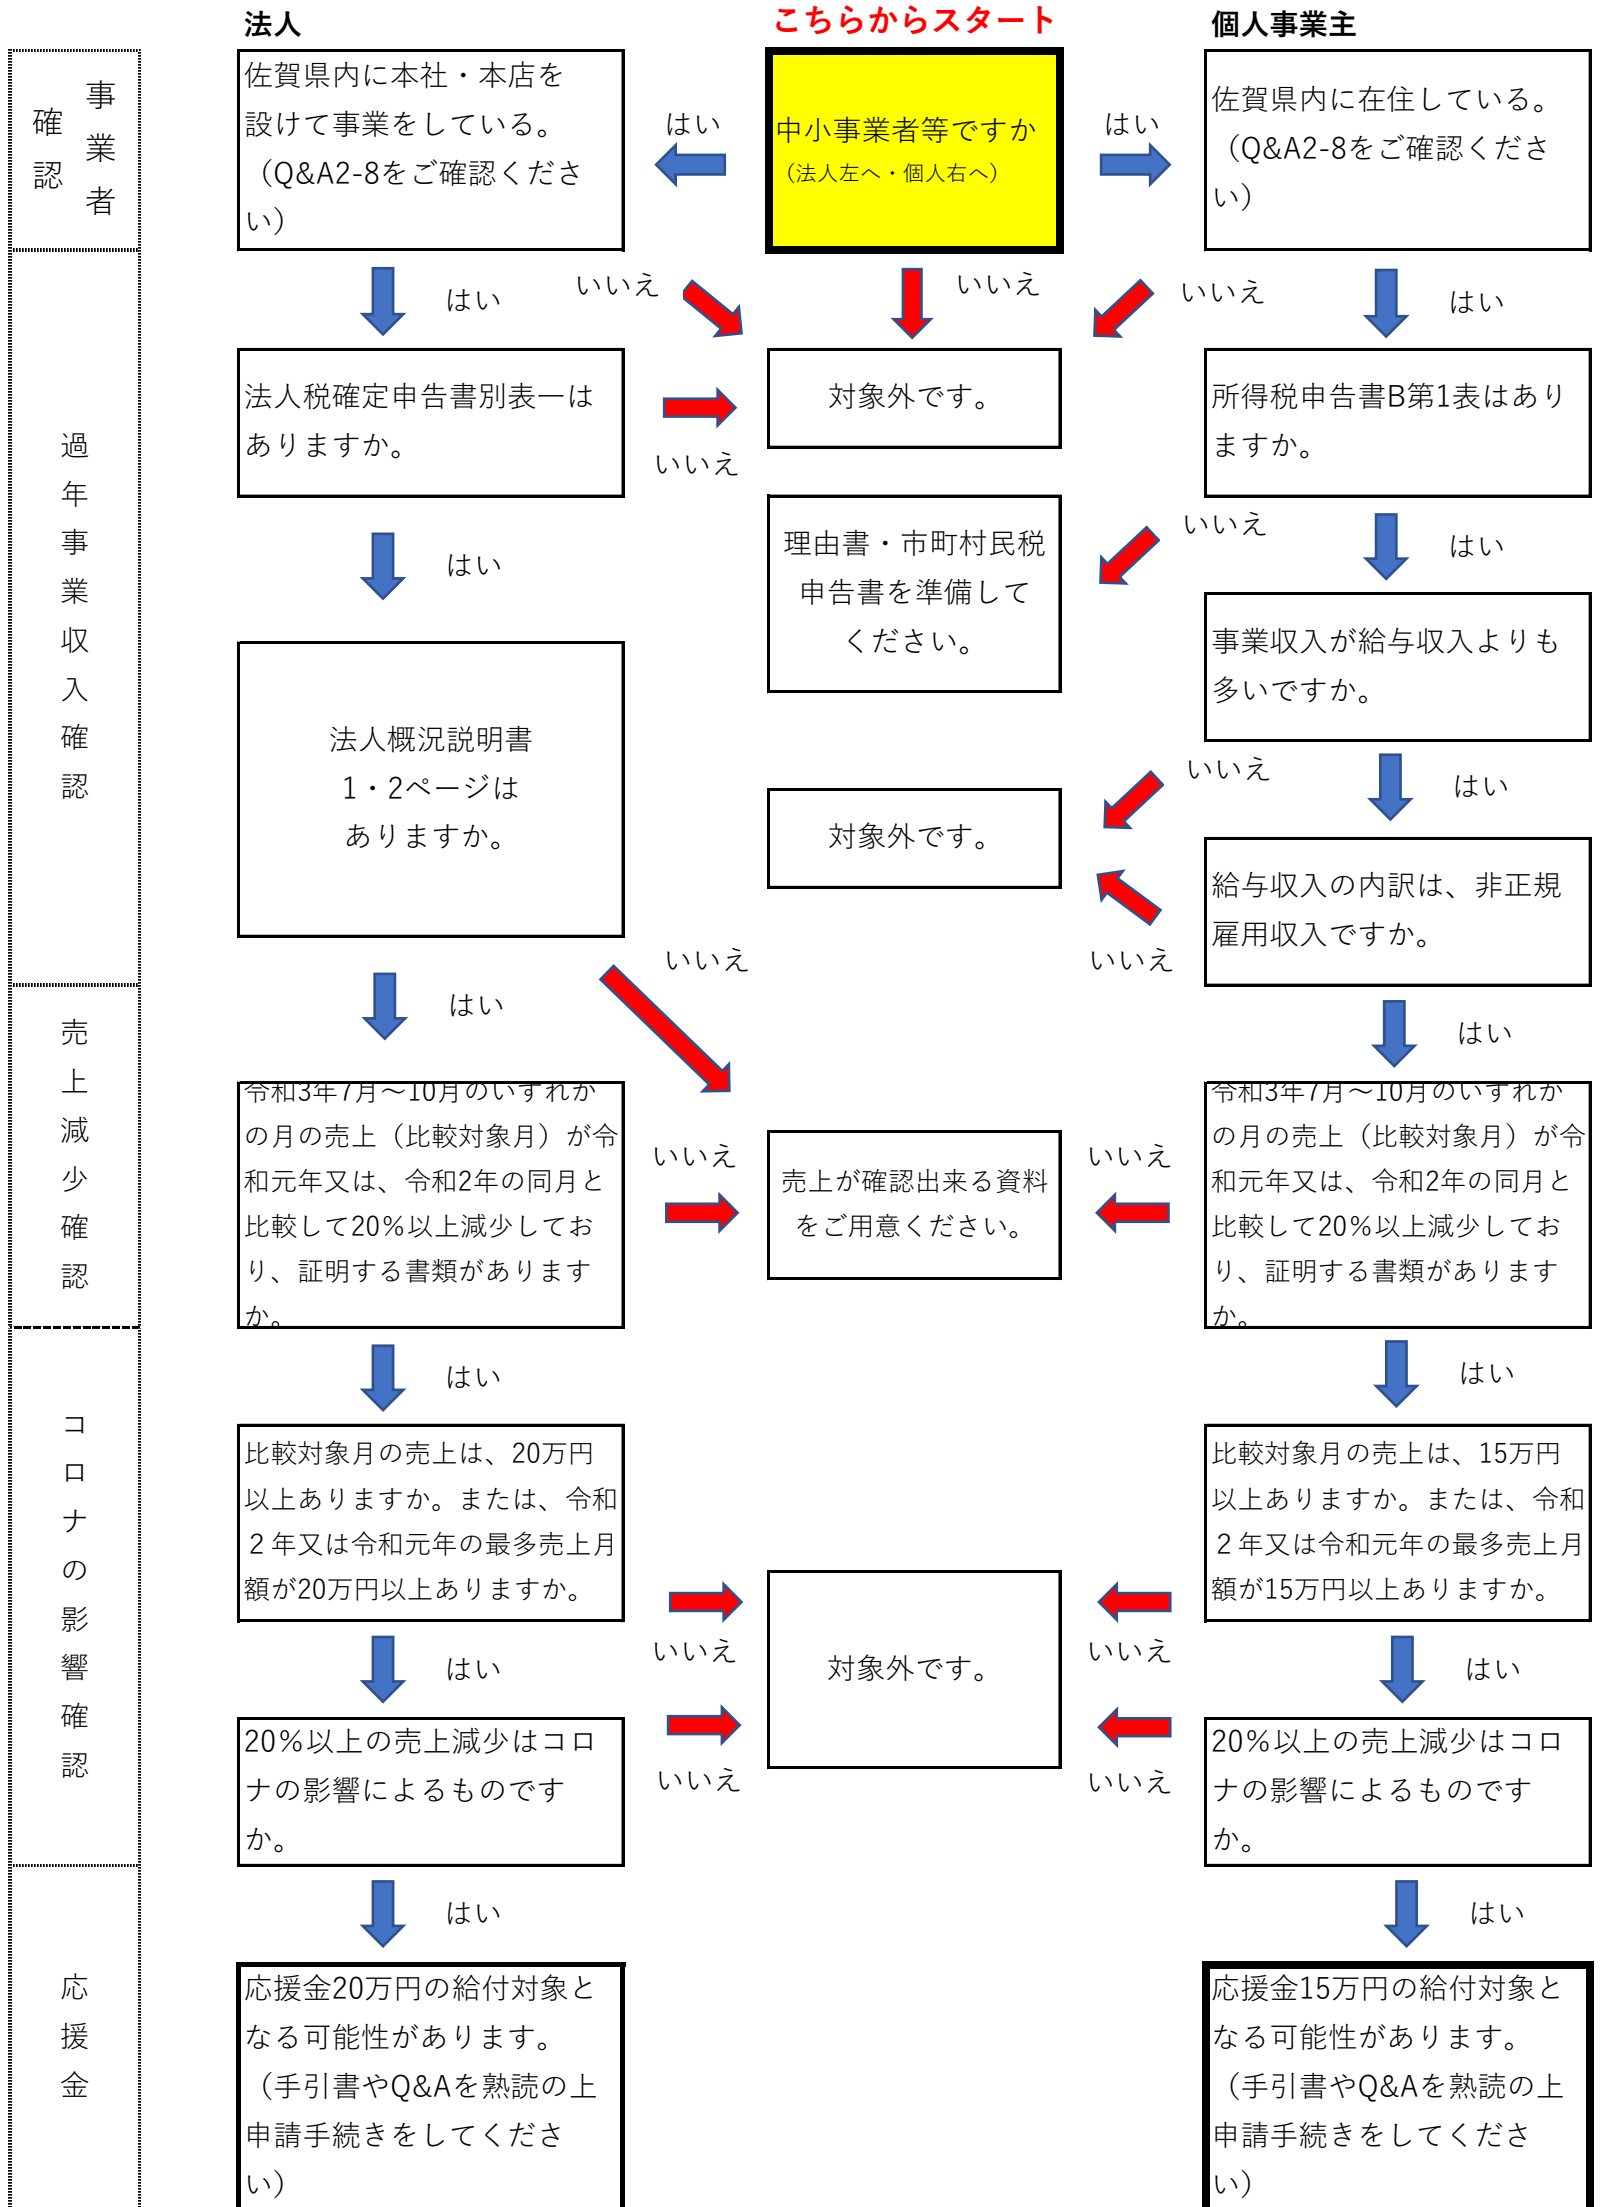 法人
こちらからスタート
個人事業主
事業者
確認
佐賀県内に本社・本店を
設けて事業をしている。
（Q&A2-8をご確認くださ
い）
はい
中小事業者等ですか
（法人左へ・個人右へ）
はい
佐賀県内に在住している。
（Q&A2-8をご確認くださ
い）
はい
いいえ
いいえ
いいえ
はい
過年事業収入確認
法人税確定申告書別表一は
ありますか。
いいえ
対象外です。
所得税申告書B第1表はあり
ますか。
はい
理由書・市町村民税
申告書を準備して
ください。
いいえ
はい
事業収入が給与収入よりも
多いですか。
法人概況説明書
1・2ページは
ありますか。
対象外です。
いいえ
はい
給与収入の内訳は、非正規
雇用収入ですか。
いいえ
いいえ
はい
はい
売上減少確認
令和3年7月～10月のいずれか
の月の売上（比較対象月）が令
和元年又は、令和2年の同月と
比較して20%以上減少してお
り、証明する書類があります
か。
いいえ
売上が確認出来る資料
をご用意ください。
いいえ
令和3年7月～10月のいずれか
の月の売上（比較対象月）が令
和元年又は、令和2年の同月と
比較して20%以上減少してお
り、証明する書類があります
か。
はい
はい
コロナの影響確認
比較対象月の売上は、20万円
以上ありますか。または、令和
２年又は令和元年の最多売上月
額が20万円以上ありますか。
比較対象月の売上は、15万円
以上ありますか。または、令和
２年又は令和元年の最多売上月
額が15万円以上ありますか。
はい
いいえ
対象外です。
いいえ
はい
20%以上の売上減少はコロ
ナの影響によるものです
か。
いいえ
いいえ
20%以上の売上減少はコロ
ナの影響によるものです
か。
はい
はい
応援金
応援金20万円の給付対象と
なる可能性があります。
（手引書やQ&Aを熟読の上
申請手続きをしてくださ
い）
応援金15万円の給付対象と
なる可能性があります。
（手引書やQ&Aを熟読の上
申請手続きをしてくださ
い）